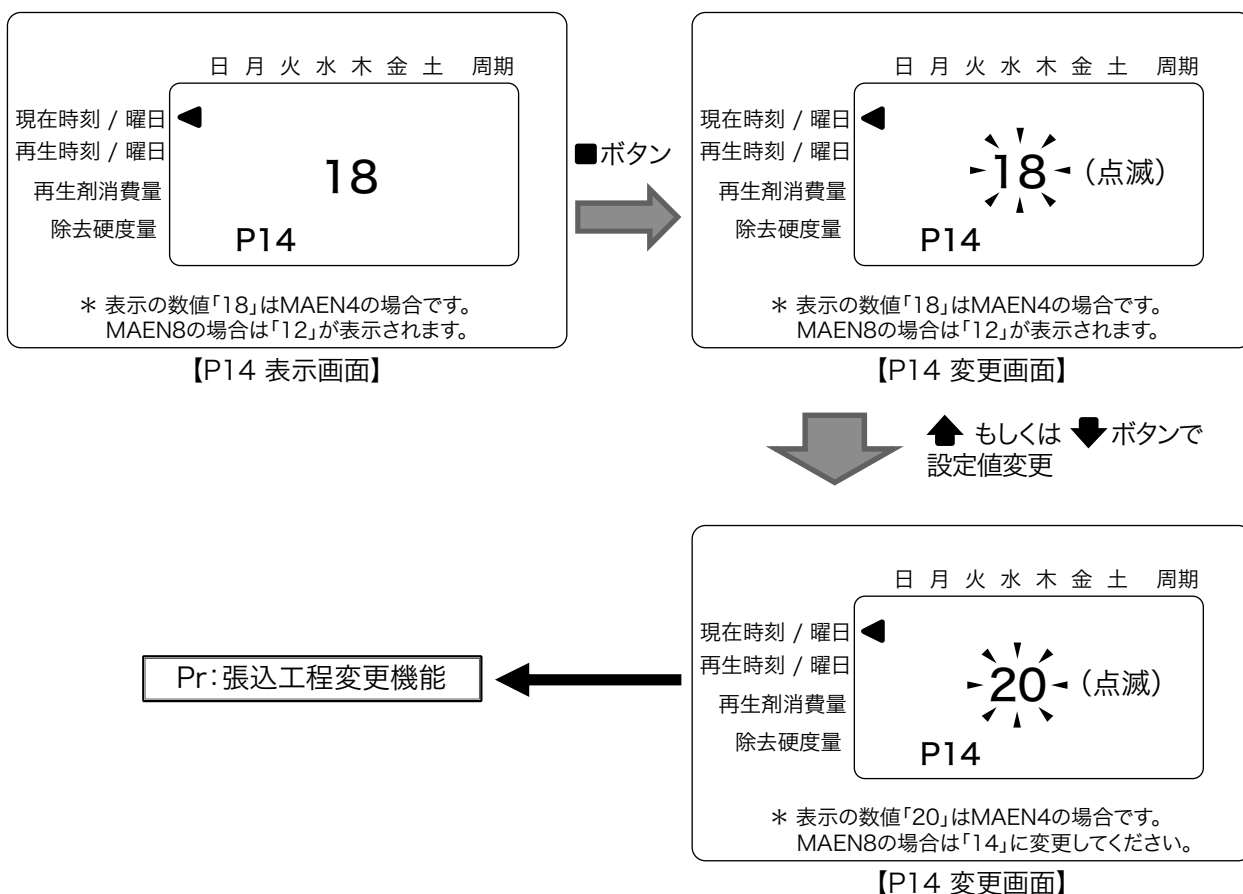 日 月 火 水 木 金 土 周期
現在時刻 / 曜日
再生時刻 / 曜日
再生剤消費量
除去硬度量
18
P14
＊ 表示の数値「18」はMAEN4の場合です。
MAEN8の場合は「12」が表示されます。
【P14 表示画面】
■ボタン
日 月 火 水 木 金 土 周期
現在時刻 / 曜日
再生時刻 / 曜日
再生剤消費量
除去硬度量
18 （点滅）
P14
＊ 表示の数値「18」はMAEN4の場合です。
MAEN8の場合は「12」が表示されます。
【P14 変更画面】
もしくは ボタンで
設定値変更
日 月 火 水 木 金 土 周期
現在時刻 / 曜日
再生時刻 / 曜日
再生剤消費量
除去硬度量
20 （点滅）
P14
＊ 表示の数値「20」はMAEN4の場合です。
MAEN8の場合は「14」に変更してください。
【P14 変更画面】
Pr：張込工程変更機能